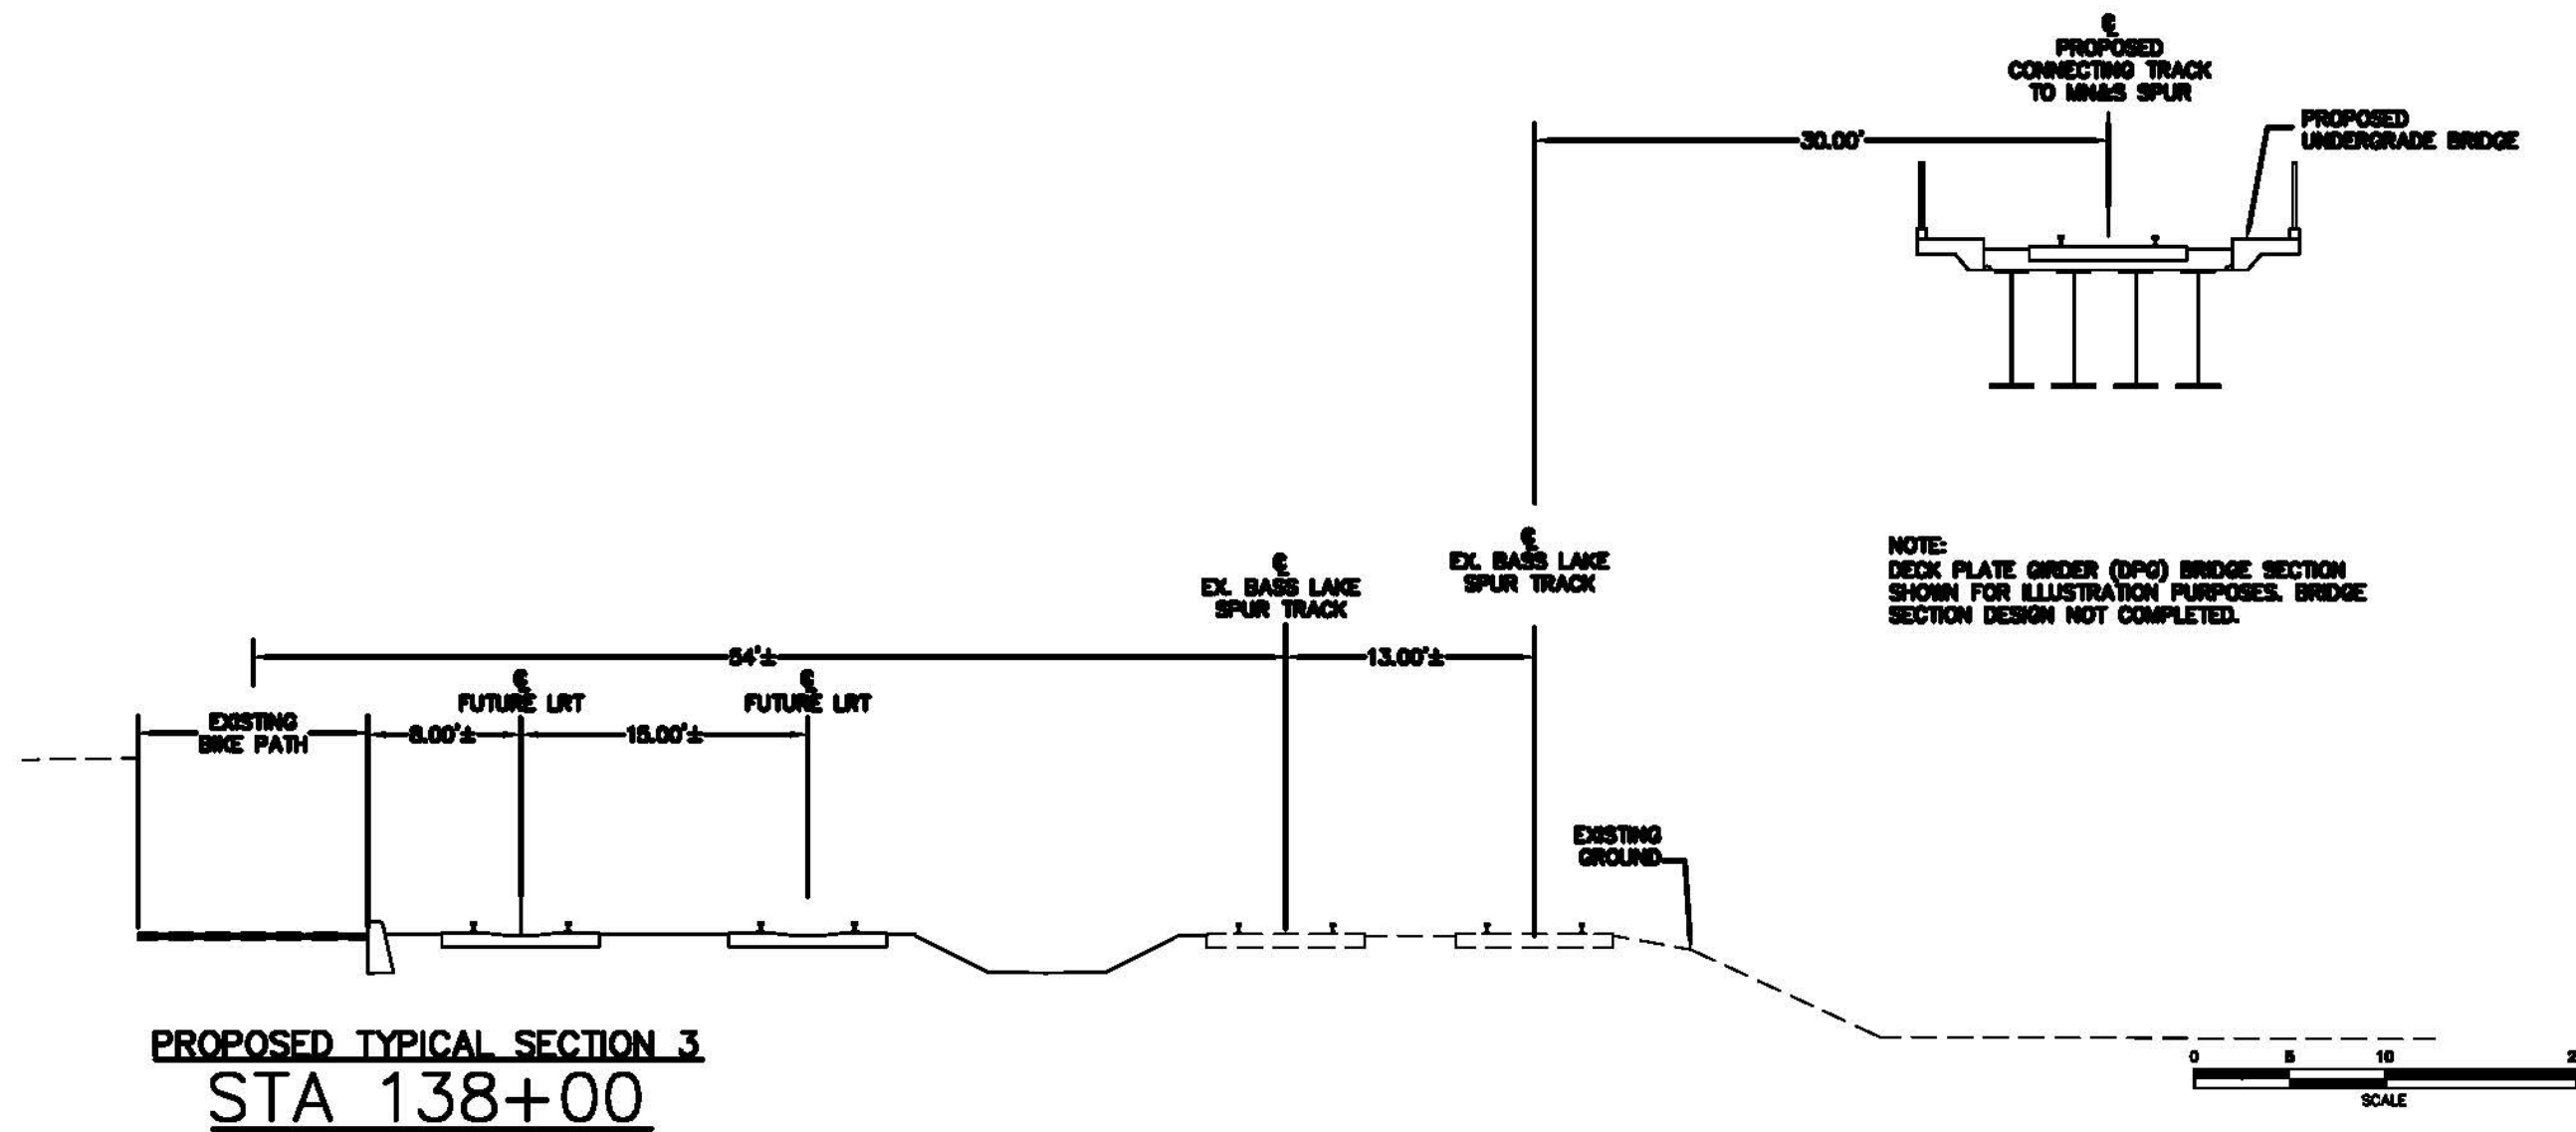 ℄
PROPOSED
CONNECTING TRACK
TO MN&S SPUR
PROPOSED
UNDERGRADE BRIDGE
30.00'
℄
EX. BASS LAKE
SPUR TRACK
℄
EX. BASS LAKE
SPUR TRACK
NOTE:
DECK PLATE GIRDER (DPG) BRIDGE SECTION
SHOWN FOR ILLUSTRATION PURPOSES. BRIDGE
SECTION DESIGN NOT COMPLETED.
54'±
13.00'±
℄
FUTURE LRT
℄
FUTURE LRT
EXISTING
BIKE PATH
8.00'±
15.00'±
EXISTING
GROUND
PROPOSED TYPICAL SECTION 3
STA 138+00
0 5 10
SCALE